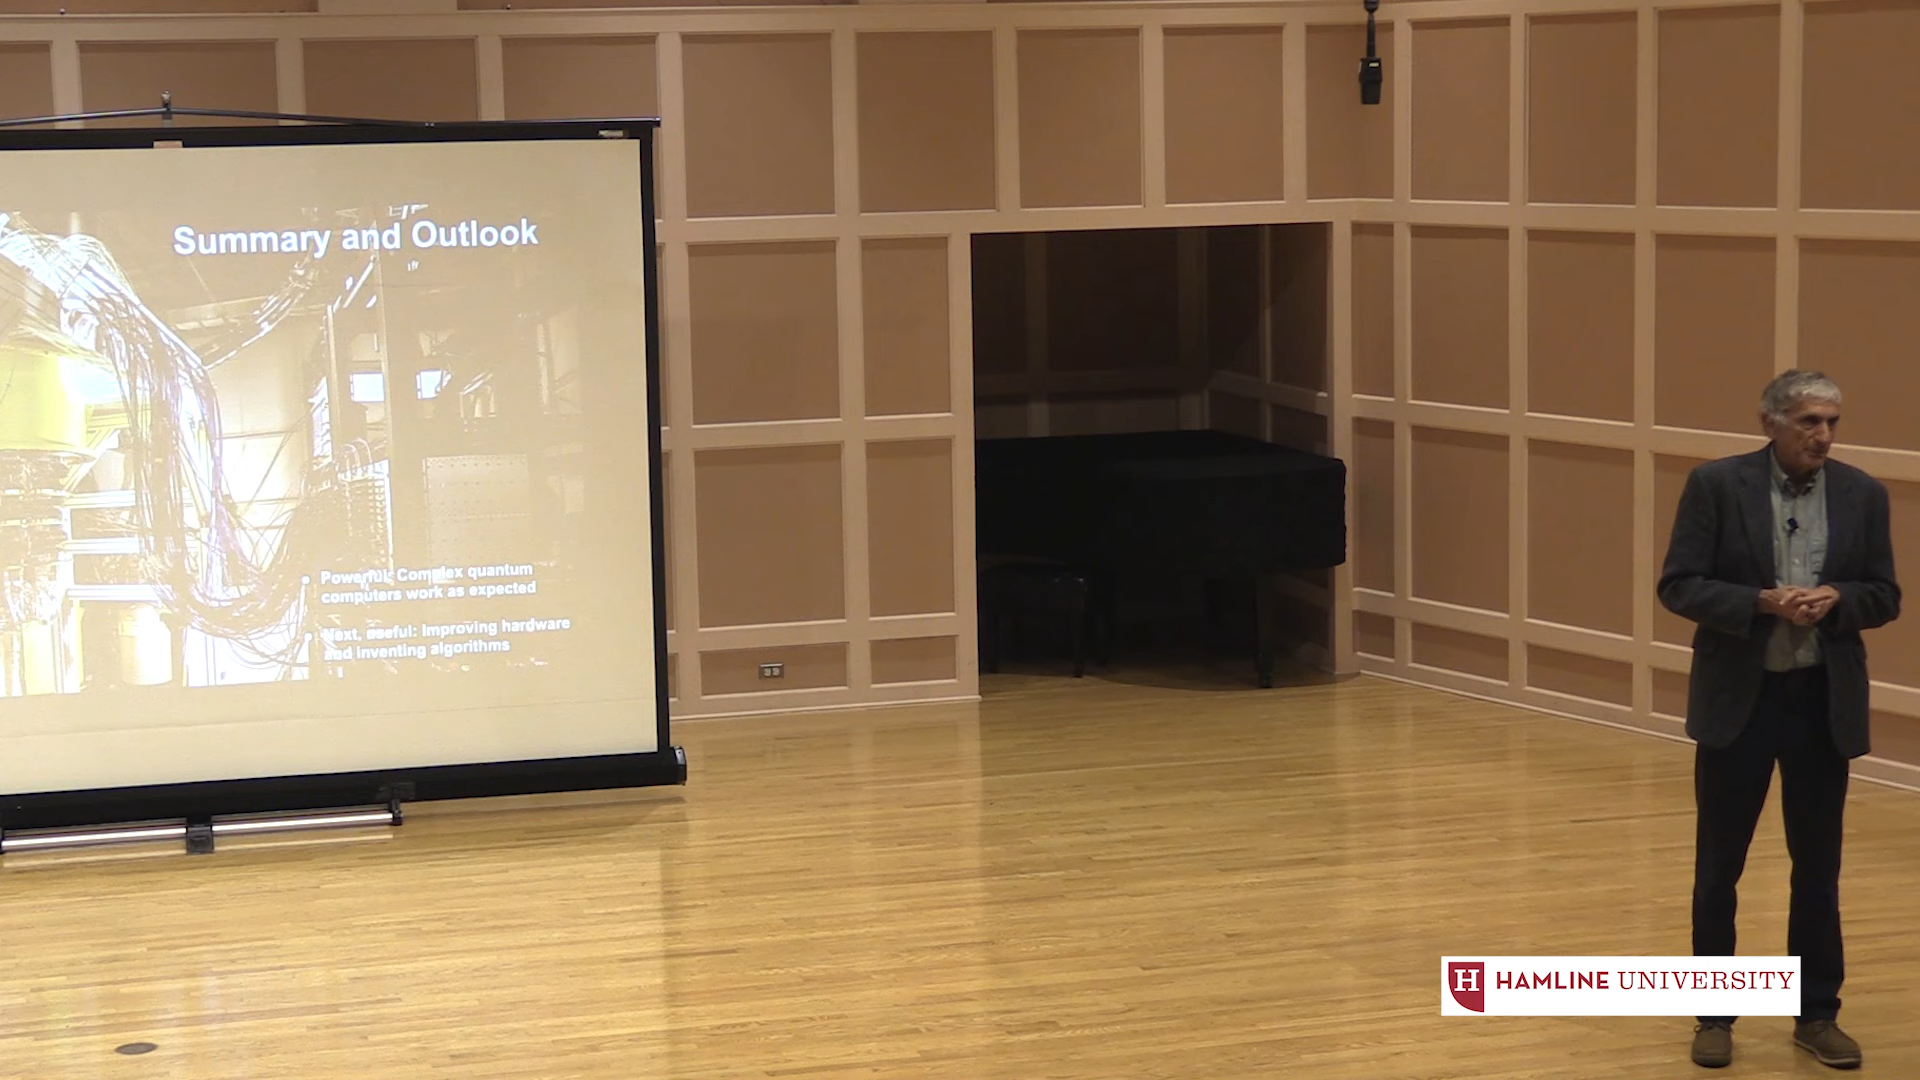 Summary and Outlook
Powerful: Complex quantum
computers work as expected
Next, useful: Improving hardware
and inventing algorithms
H HAMLINE UNIVERSITY